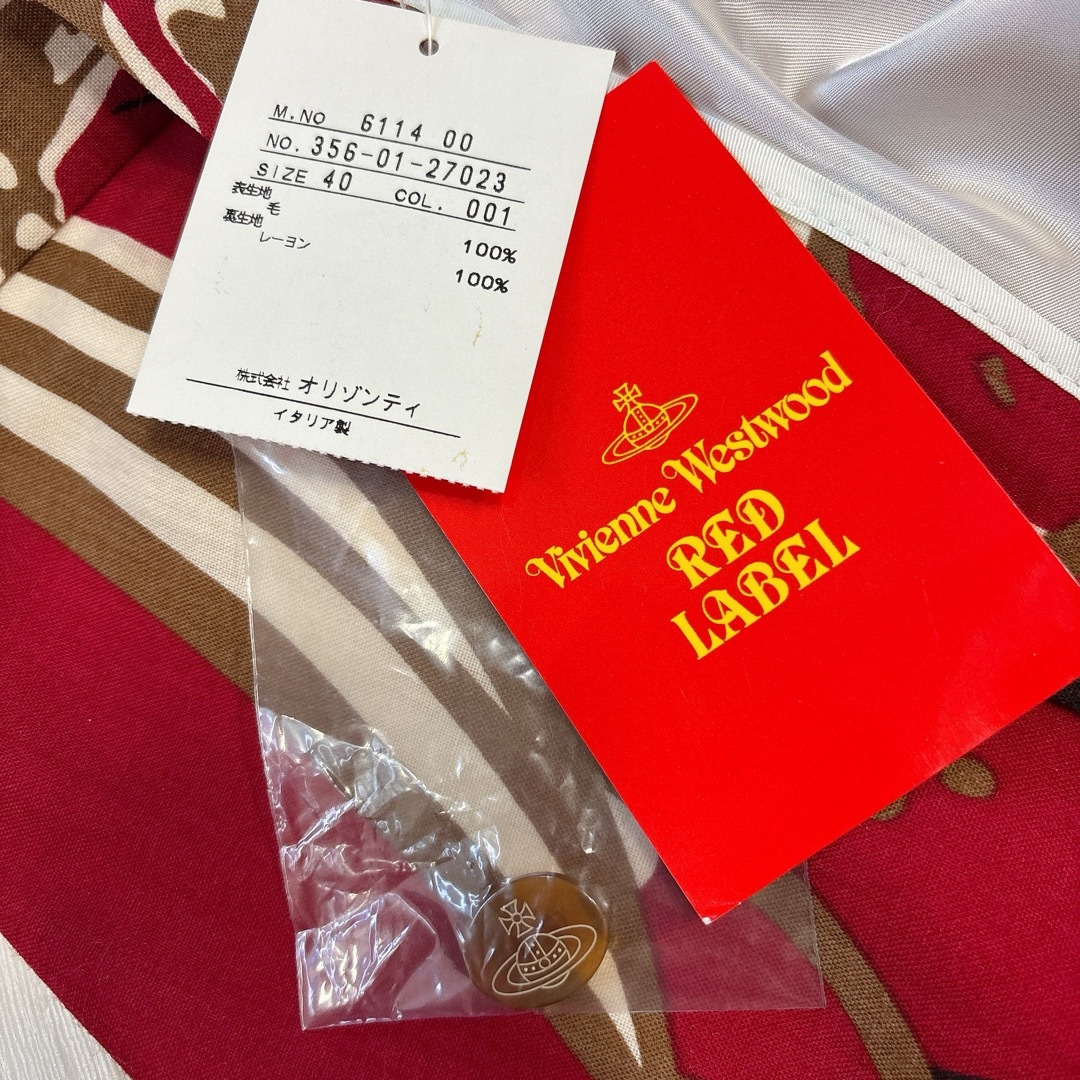 M.NO 6114 00
NO. 356-01-27023
SIZE 40 COL. 001
表生地
毛 100%
裏生地
レーヨン 100%
株式会社 オリゾンティ
イタリア製
Vivienne Westwood
RED
LABEL